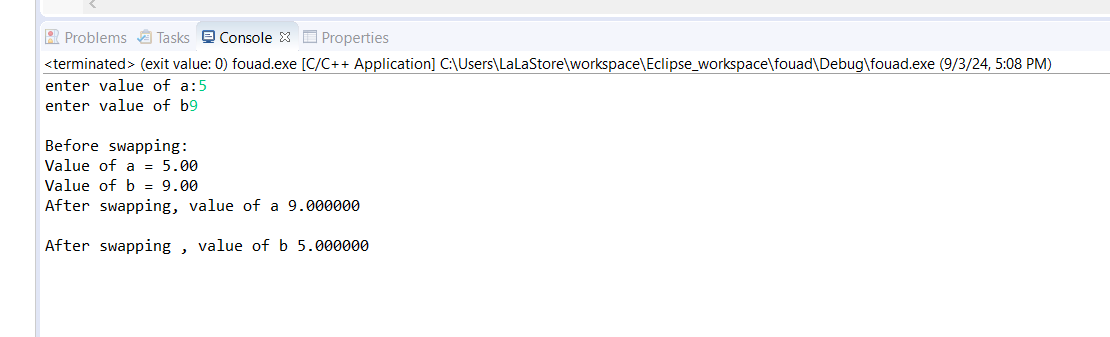 Problems Tasks Console Properties
<terminated> (exit value: 0) fouad.exe [C/C++ Application] C:\Users\LaLaStore\workspace\Eclipse_workspace\fouad\Debug\fouad.exe (9/3/24, 5:08 PM)
enter value of a:5
enter value of b9
Before swapping:
Value of a = 5.00
Value of b = 9.00
After swapping, value of a 9.000000
After swapping , value of b 5.000000